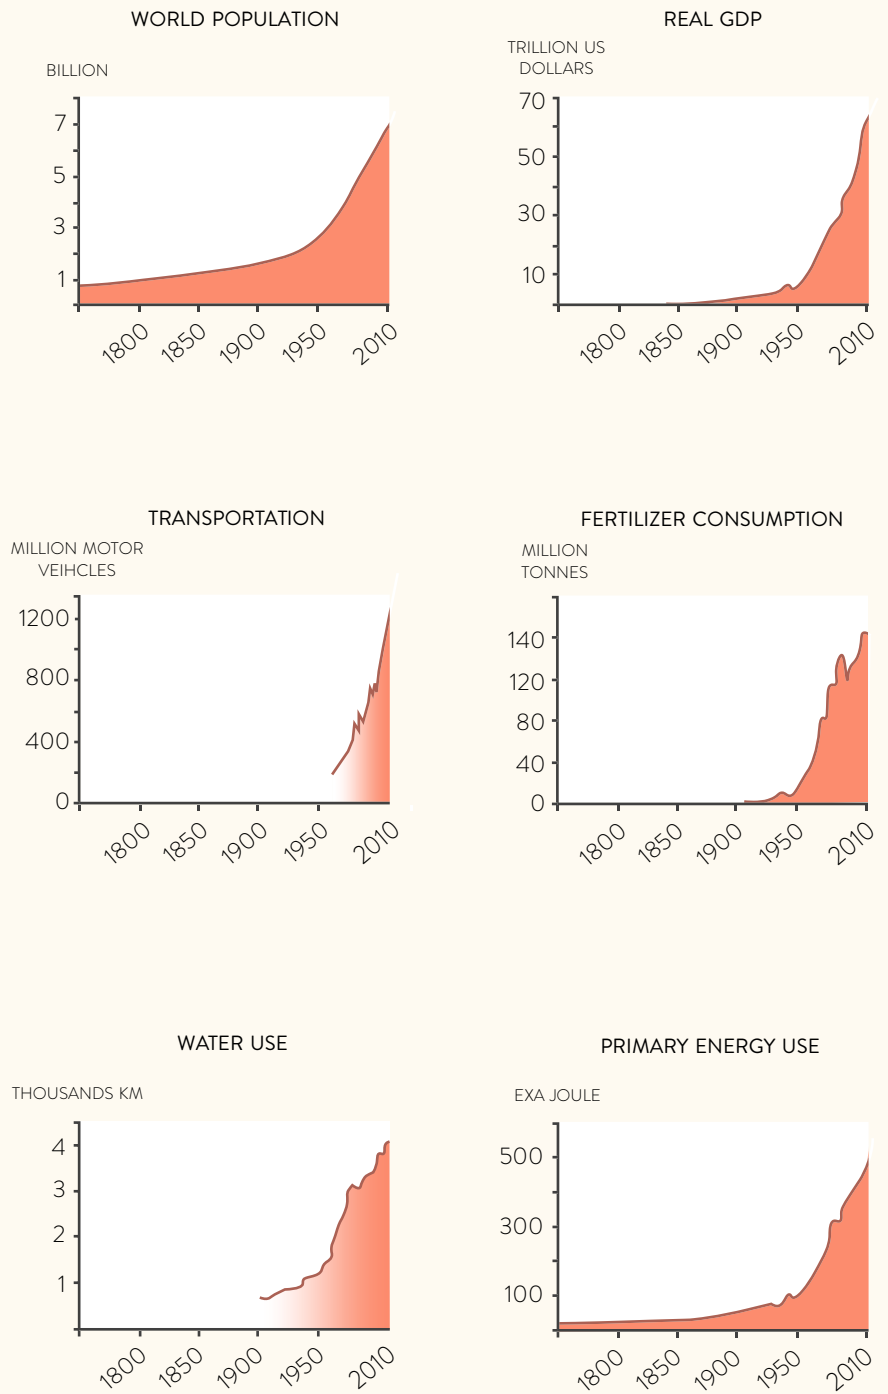 WORLD POPULATION
BILLION
7
5
3
1
1800 1850 1900 1950 2010
REAL GDP
TRILLION US
DOLLARS
70
50
30
10
1800 1850 1900 1950 2010
TRANSPORTATION
MILLION MOTOR
VEIHCLES
1200
800
400
0
1800 1850 1900 1950 2010
FERTILIZER CONSUMPTION
MILLION
TONNES
140
120
80
40
0
1800 1850 1900 1950 2010
WATER USE
THOUSANDS KM
4
3
2
1
1800 1850 1900 1950 2010
PRIMARY ENERGY USE
EXA JOULE
500
300
100
1800 1850 1900 1950 2010